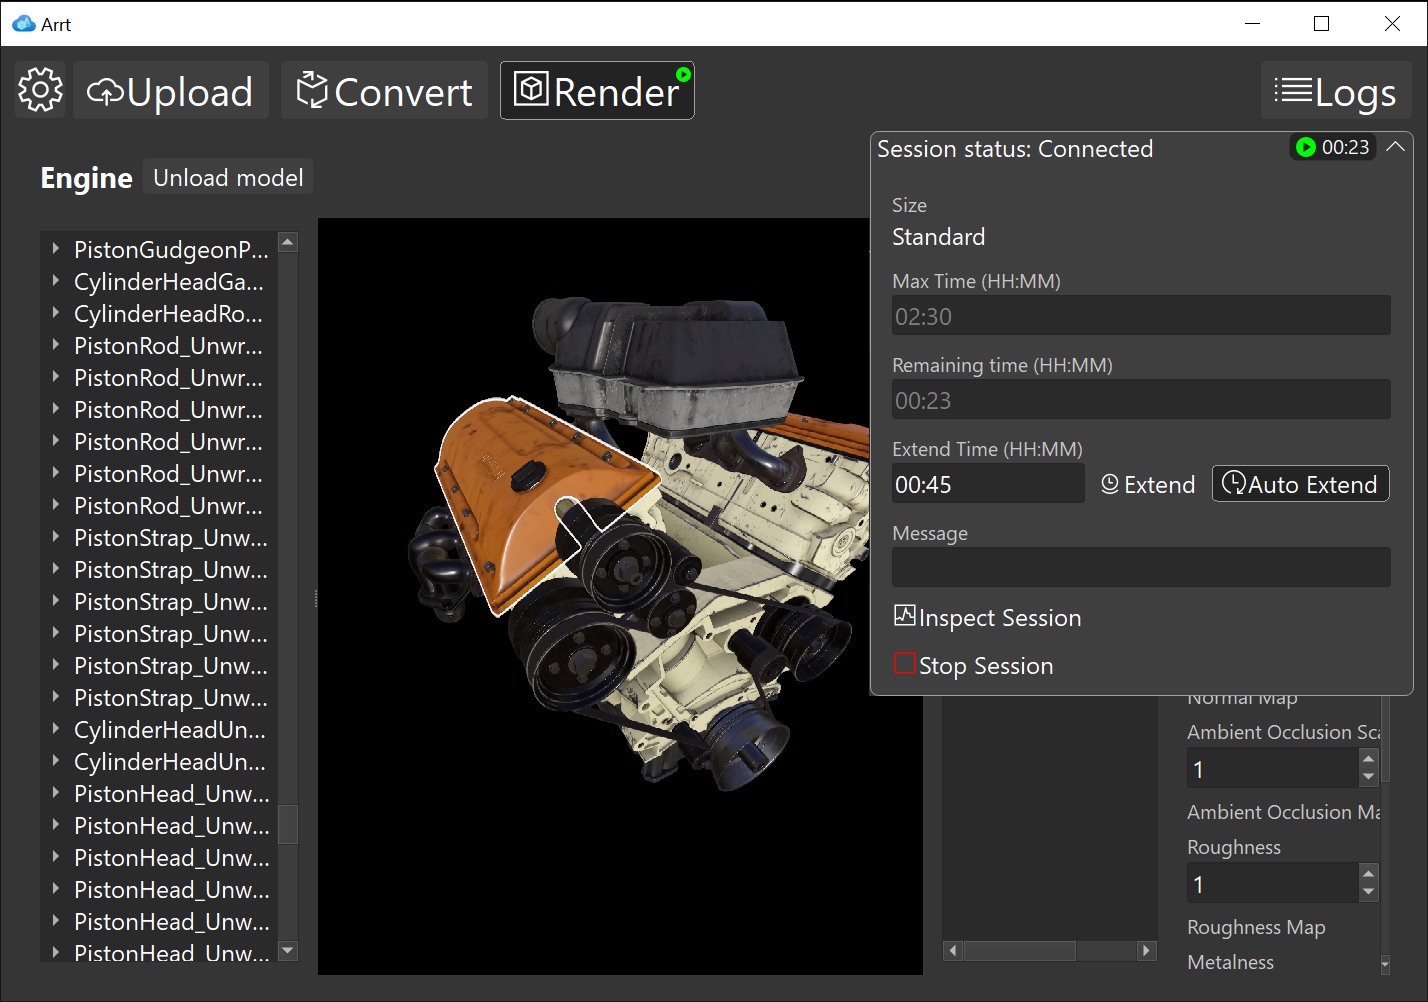 Arrt
Upload
Convert
Render
Logs
Engine
Unload model
PistonGudgeonP...
CylinderHeadGa...
CylinderHeadRo...
PistonRod_Unwr...
PistonRod_Unwr...
PistonRod_Unwr...
PistonRod_Unwr...
PistonRod_Unwr...
PistonRod_Unwr...
PistonStrap_Unw...
PistonStrap_Unw...
PistonStrap_Unw...
PistonStrap_Unw...
PistonStrap_Unw...
PistonStrap_Unw...
CylinderHeadUn...
CylinderHeadUn...
PistonHead_Unw...
PistonHead_Unw...
PistonHead_Unw...
PistonHead_Unw...
PistonHead_Unw...
PistonHead_Unw...
Session status: Connected
00:23
Size
Standard
Max Time (HH:MM)
02:30
Remaining time (HH:MM)
00:23
Extend Time (HH:MM)
00:45
Extend
Auto Extend
Message
Inspect Session
Stop Session
Normal Map
Ambient Occlusion Sca
1
Ambient Occlusion Ma
Roughness
1
Roughness Map
Metalness